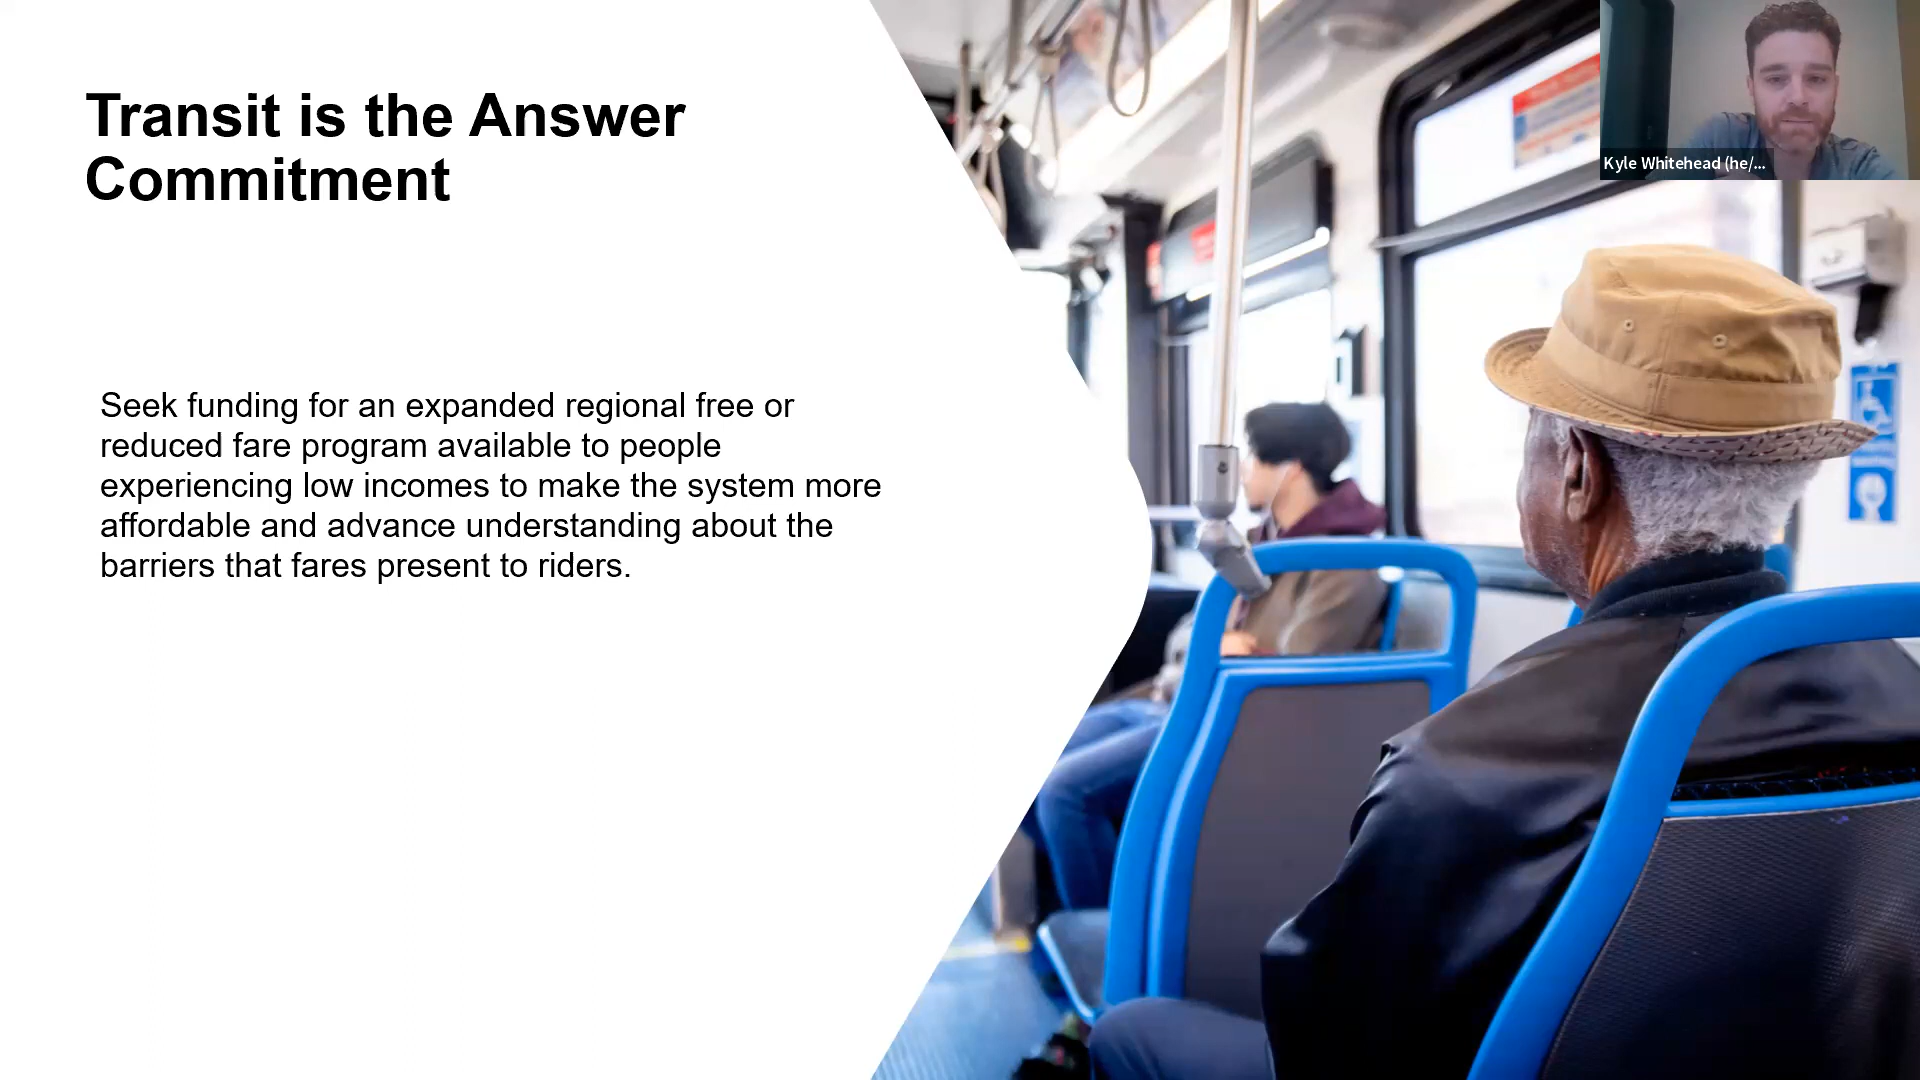 Transit is the Answer
Commitment
Kyle Whitehead (he/...
Seek funding for an expanded regional free or
reduced fare program available to people
experiencing low incomes to make the system more
affordable and advance understanding about the
barriers that fares present to riders.